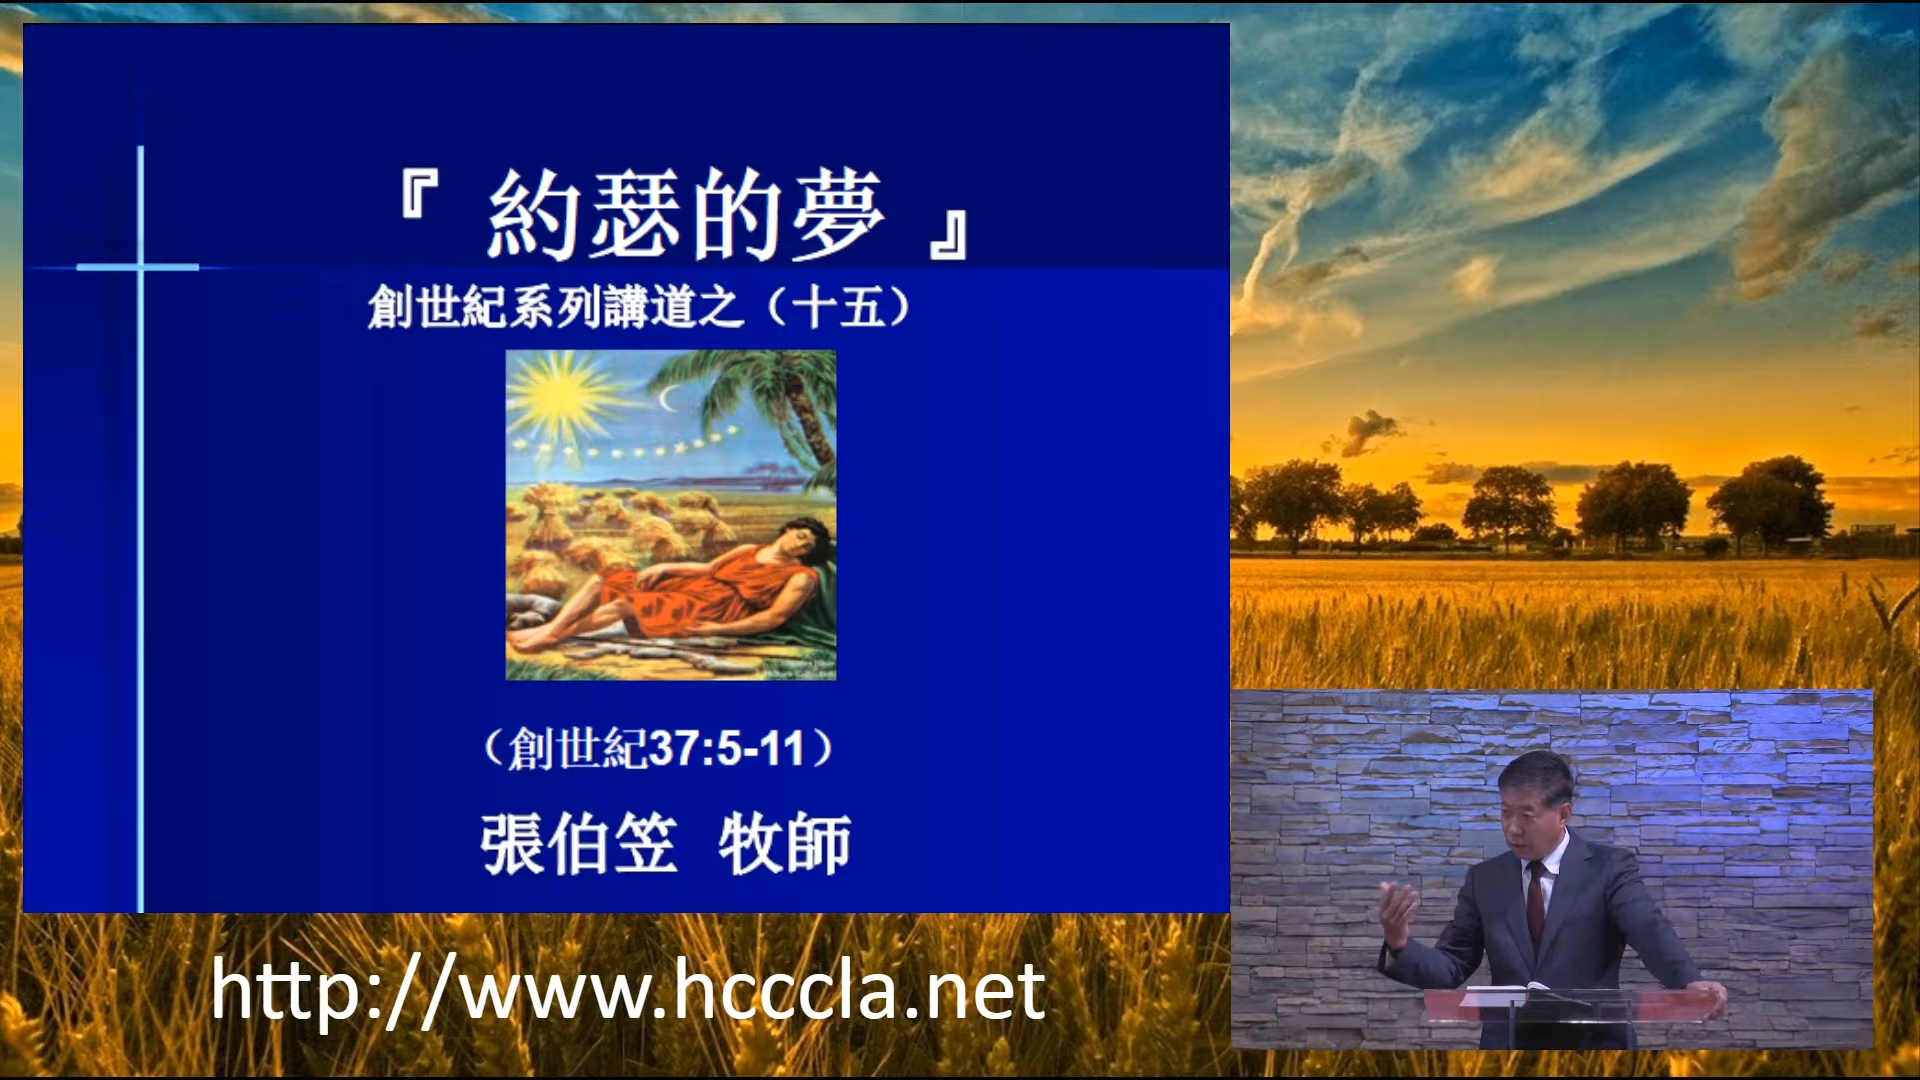 『 約瑟的夢 』
創世紀系列講道之（十五）
（創世紀37:5-11）
張伯笠 牧師
http://www.hcccla.net